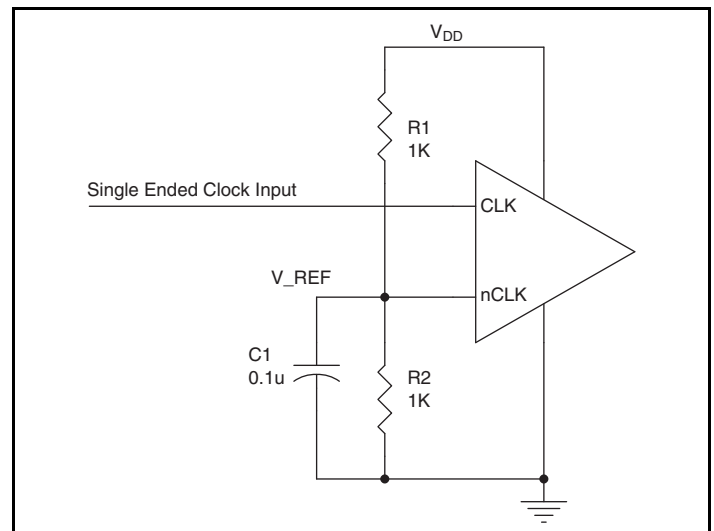 VDD
R1
1K
Single Ended Clock Input
CLK
V_REF
nCLK
C1
0.1u
R2
1K